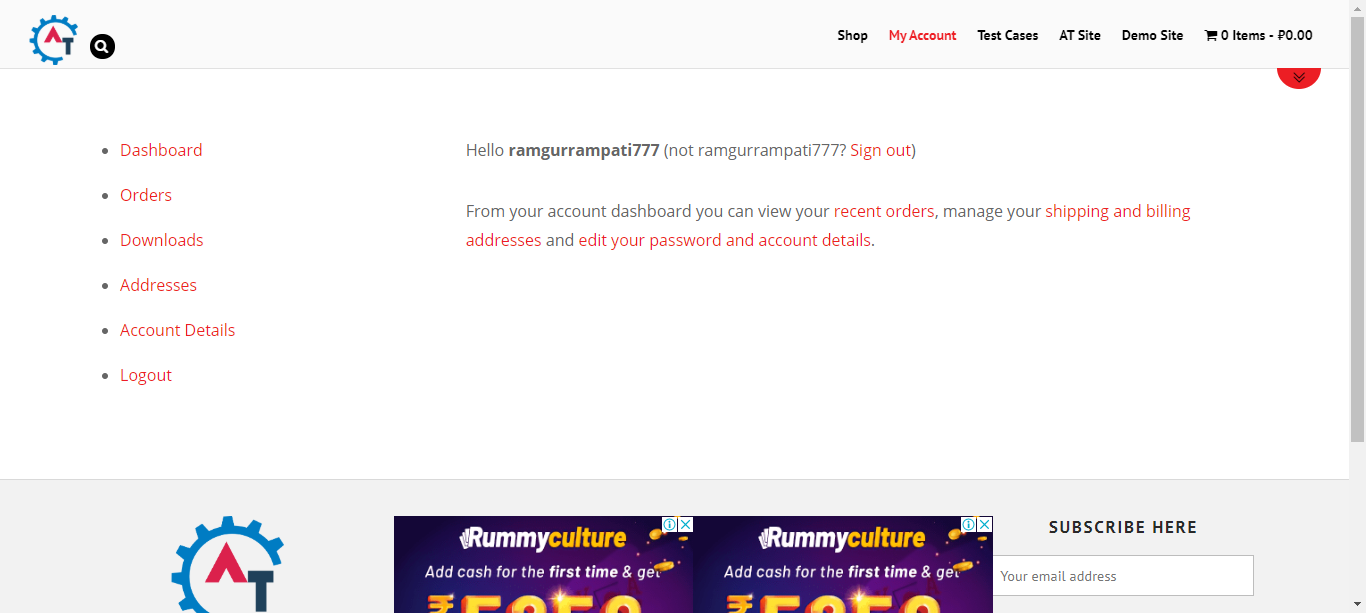 AT
Shop
My Account
Test Cases
AT Site
Demo Site
0 Items - ₽0.00
Dashboard
Orders
Downloads
Addresses
Account Details
Logout
Hello ramgurrampati777 (not ramgurrampati777? Sign out)
From your account dashboard you can view your recent orders, manage your shipping and billing
addresses and edit your password and account details.
AT
Rummyculture
Add cash for the first time & get
Rummyculture
Add cash for the first time & get
SUBSCRIBE HERE
Your email address